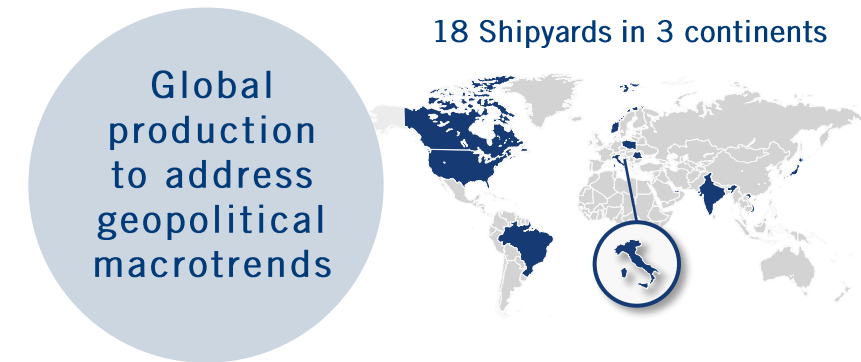 18 Shipyards in 3 continents
Global
production
to address
geopolitical
macrotrends